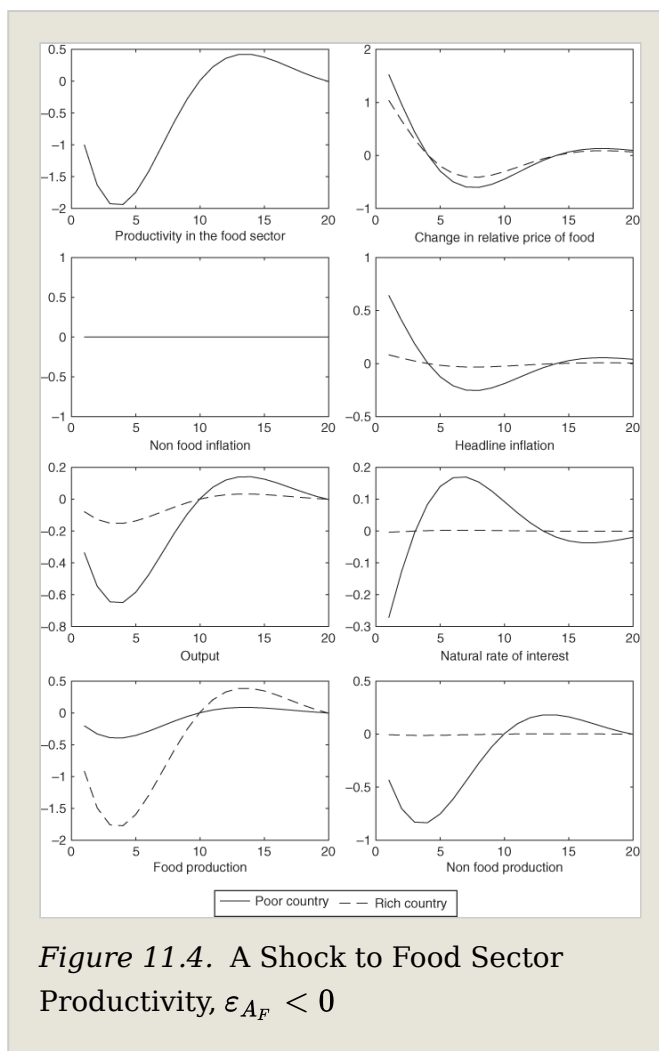 0.5
0
−0.5
−1
−1.5
−2
0 5 10 15 20
Productivity in the food sector
2
1
0
−1
0 5 10 15 20
Change in relative price of food
1
0.5
0
−0.5
−1
0 5 10 15 20
Non food inflation
1
0.5
0
−0.5
0 5 10 15 20
Headline inflation
0.2
0
−0.2
−0.4
−0.6
−0.8
0 5 10 15 20
Output
0.2
0.1
0
−0.1
−0.2
−0.3
0 5 10 15 20
Natural rate of interest
0.5
0
−0.5
−1
−1.5
−2
0 5 10 15 20
Food production
0.5
0
−0.5
−1
0 5 10 15 20
Non food production
Poor country Rich country
Figure 11.4. A Shock to Food Sector
Productivity, ε_{A_F} < 0